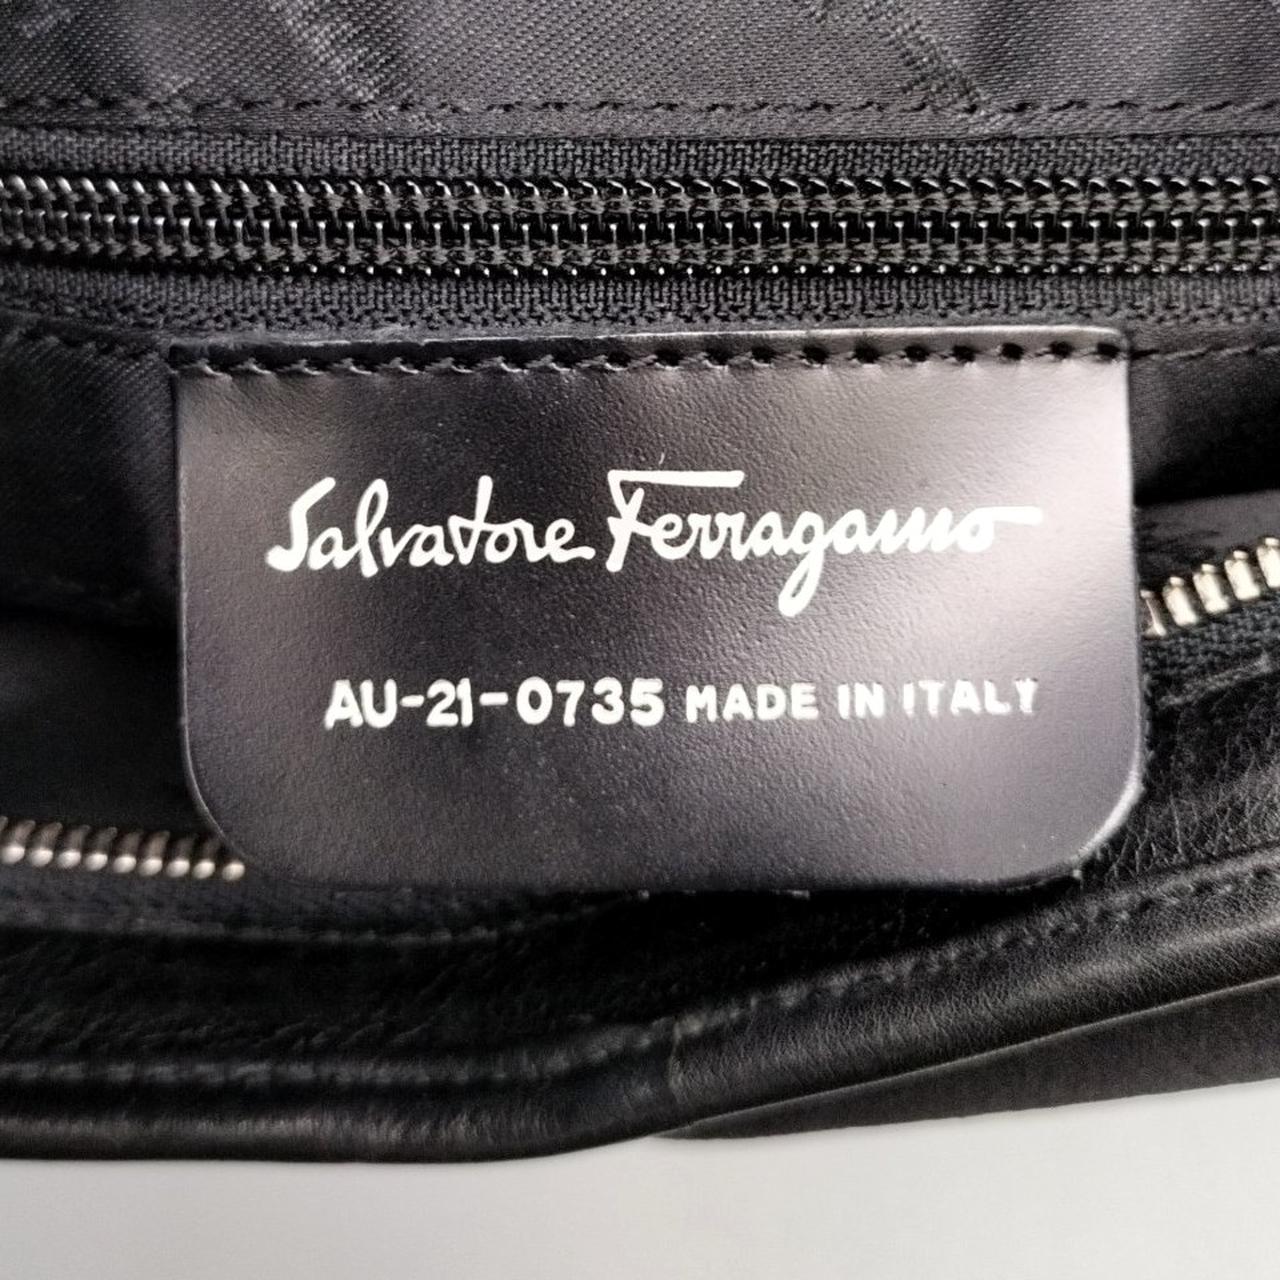 Salvatore Ferragamo
AU-21-0735 MADE IN ITALY